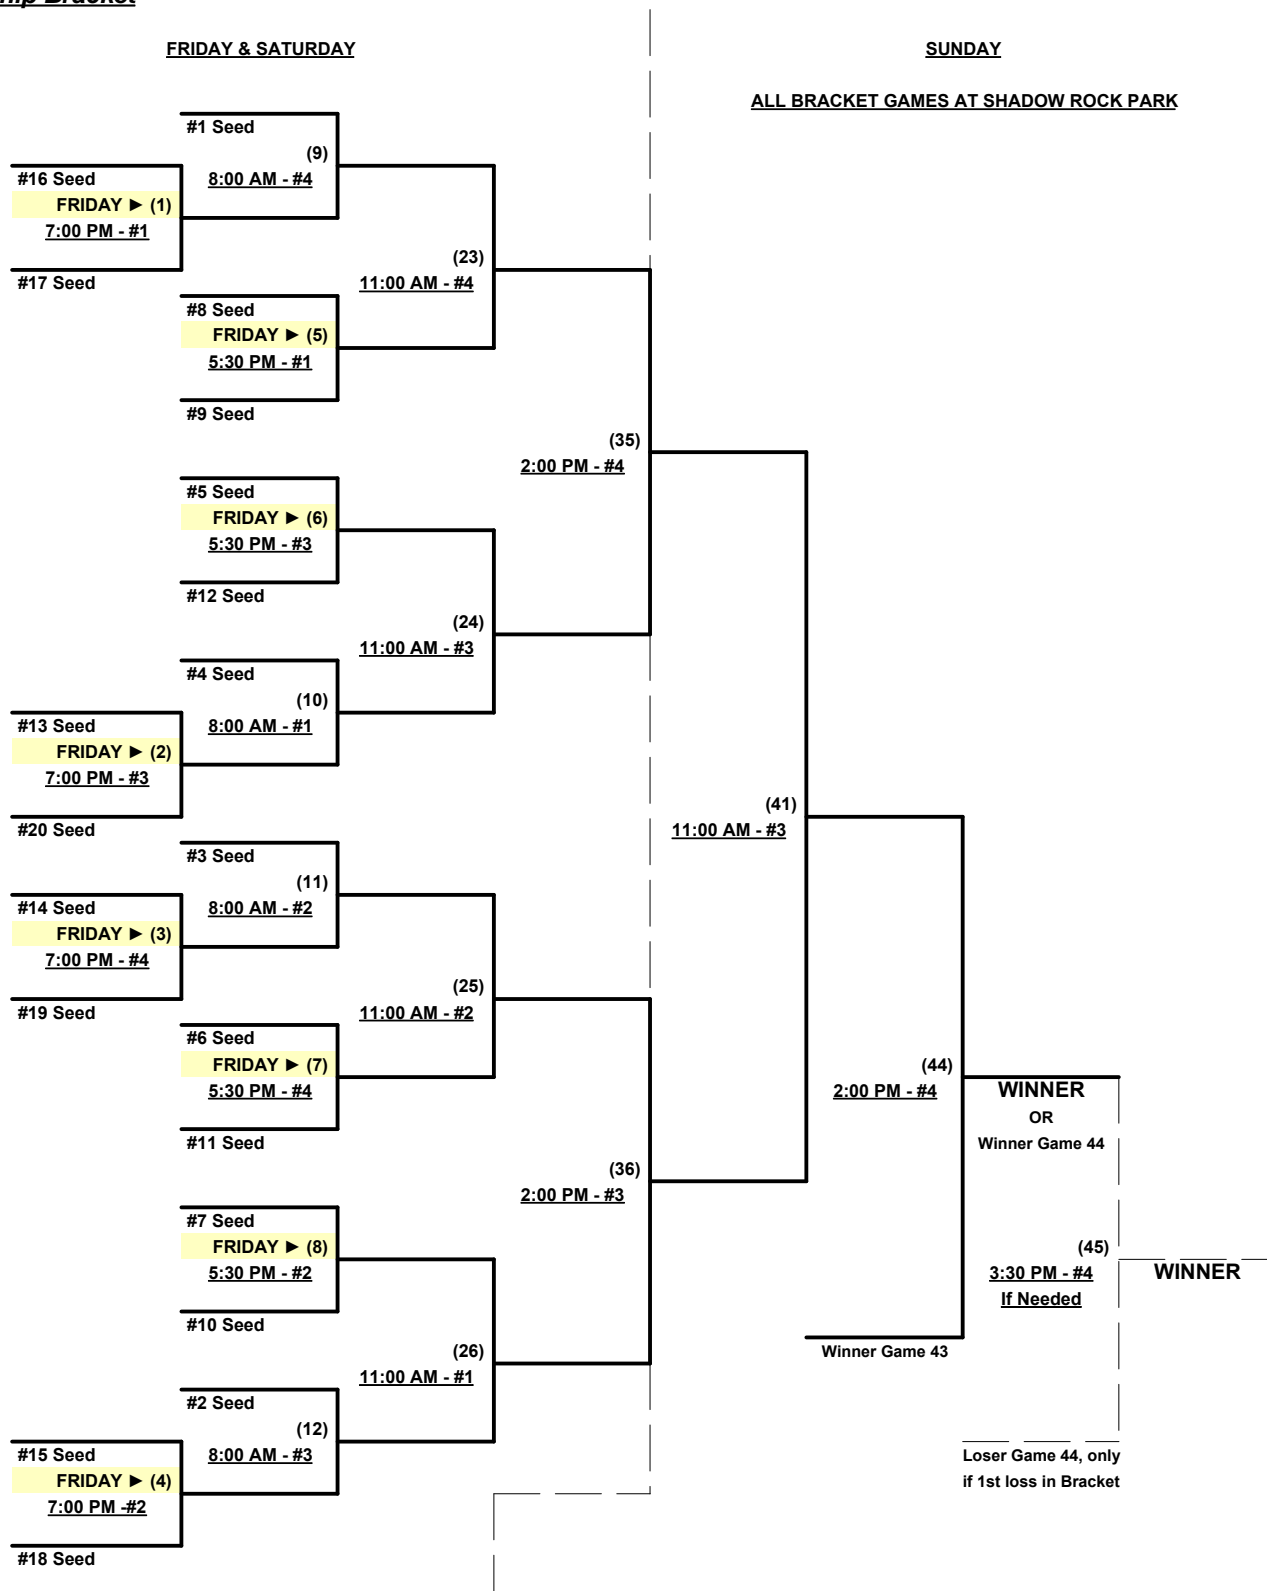 Bracket
FRIDAY & SATURDAY
SUNDAY
ALL BRACKET GAMES AT SHADOW ROCK PARK
#1 Seed
(9)
8:00 AM - #4
#16 Seed
FRIDAY ► (1)
7:00 PM - #1
#17 Seed
(23)
11:00 AM - #4
#8 Seed
FRIDAY ► (5)
5:30 PM - #1
#9 Seed
(35)
2:00 PM - #4
#5 Seed
FRIDAY ► (6)
5:30 PM - #3
#12 Seed
(24)
11:00 AM - #3
#4 Seed
(10)
8:00 AM - #1
#13 Seed
FRIDAY ► (2)
7:00 PM - #3
#20 Seed
(41)
11:00 AM - #3
#3 Seed
(11)
8:00 AM - #2
#14 Seed
FRIDAY ► (3)
7:00 PM - #4
#19 Seed
(25)
11:00 AM - #2
#6 Seed
FRIDAY ► (7)
5:30 PM - #4
#11 Seed
(44)
2:00 PM - #4
WINNER
OR
Winner Game 44
(36)
2:00 PM - #3
#7 Seed
FRIDAY ► (8)
5:30 PM - #2
#10 Seed
(45)
3:30 PM - #4
If Needed
WINNER
Winner Game 43
(26)
11:00 AM - #1
#2 Seed
(12)
8:00 AM - #3
#15 Seed
FRIDAY ► (4)
7:00 PM -#2
#18 Seed
Loser Game 44, only
if 1st loss in Bracket